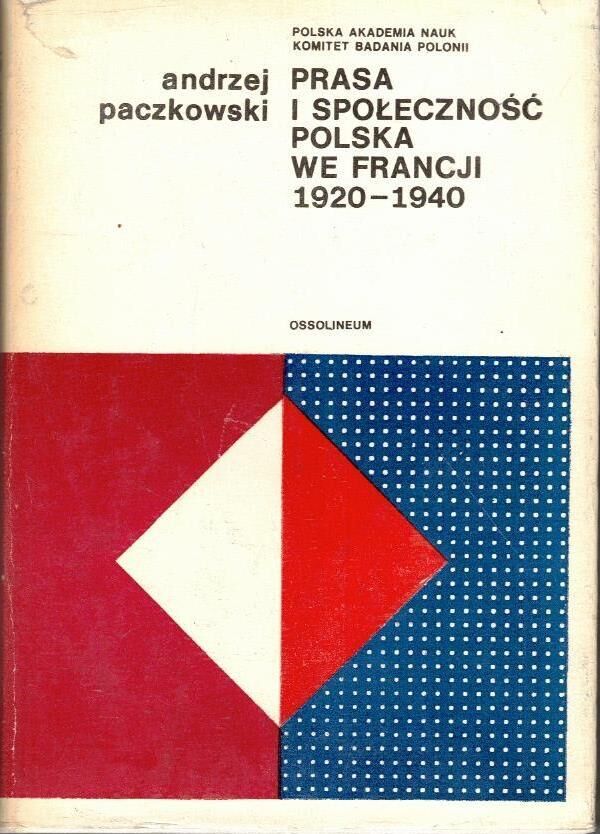 POLSKA AKADEMIA NAUK
KOMITET BADANIA POLONII
andrzej
paczkowski
PRASA
I SPOŁECZNOŚĆ
POLSKA
WE FRANCJI
1920–1940
OSSOLINEUM